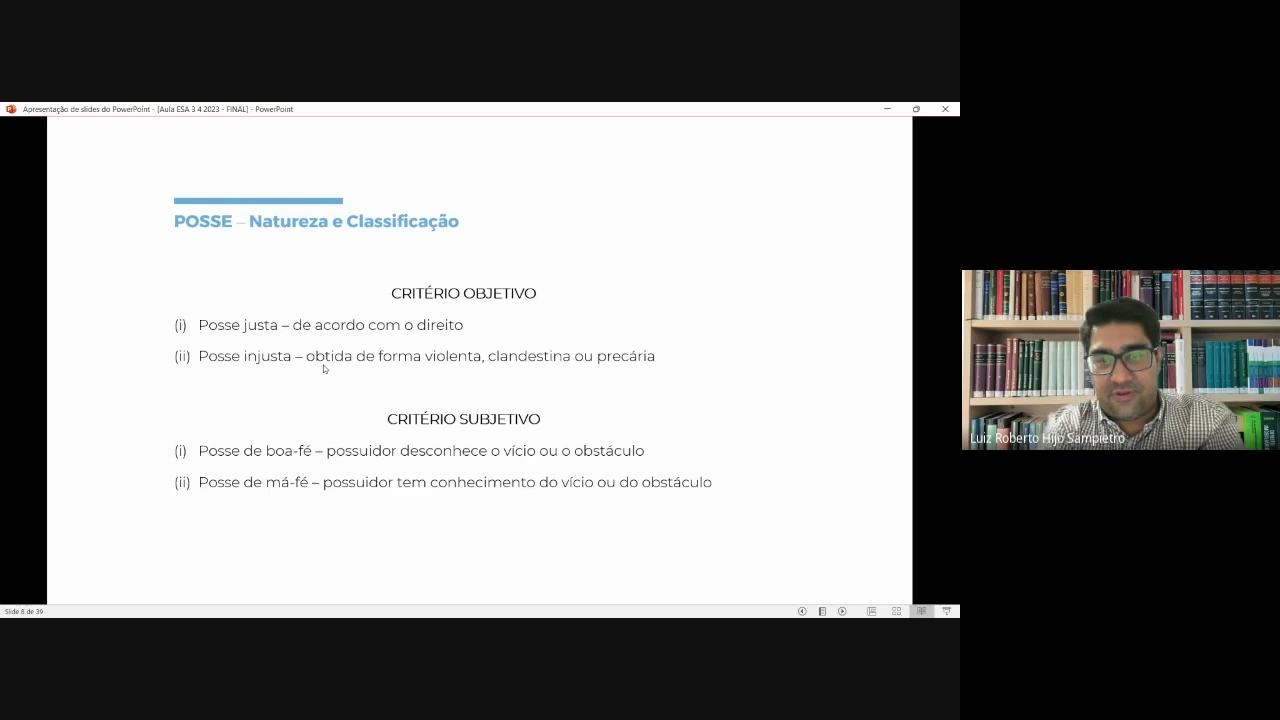 Apresentação de slides do PowerPoint - [Aula ESA 3 4 2023 - FINAL] - PowerPoint
POSSE – Natureza e Classificação
CRITÉRIO OBJETIVO
(i) Posse justa – de acordo com o direito
(ii) Posse injusta – obtida de forma violenta, clandestina ou precária
CRITÉRIO SUBJETIVO
(i) Posse de boa-fé – possuidor desconhece o vício ou o obstáculo
(ii) Posse de má-fé – possuidor tem conhecimento do vício ou do obstáculo
Slide 8 de 39
Luiz Roberto Hijo Sampietro